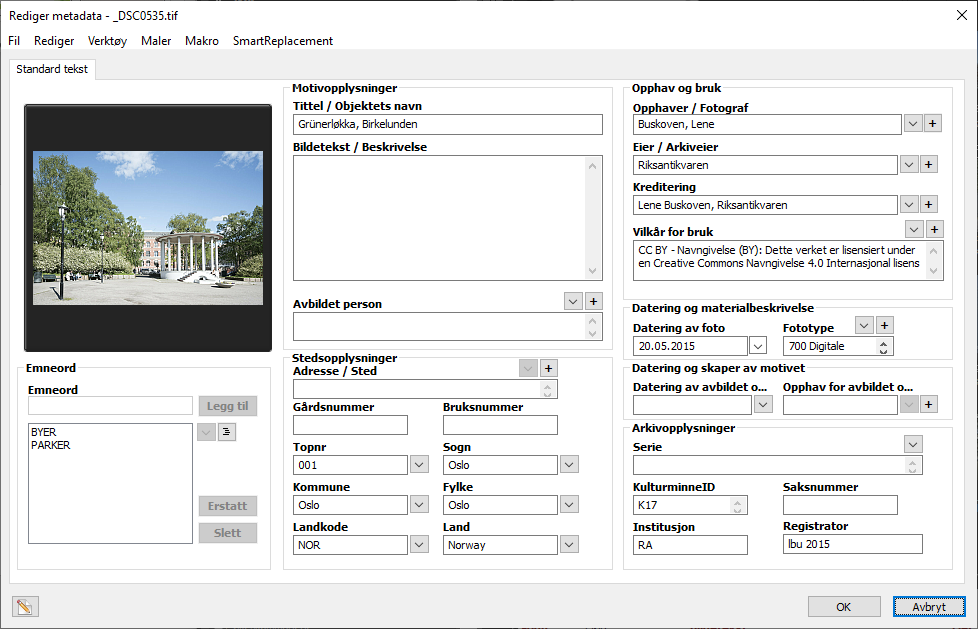 Rediger metadata - _DSC0535.tif
Fil Rediger Verktøy Maler Makro SmartReplacement
Standard tekst
Emneord
Emneord
Legg til
BYER
PARKER
Erstatt
Slett
Motivopplysninger
Tittel / Objektets navn
Grünerløkka, Birkelunden
Bildetekst / Beskrivelse
Avbildet person
+
Stedsopplysninger
Adresse / Sted
+
Gårdsnummer Bruksnummer
Topnr Sogn
001 Oslo
Kommune Fylke
Oslo Oslo
Landkode Land
NOR Norway
Opphav og bruk
Opphaver / Fotograf
Buskoven, Lene +
Eier / Arkiveier
Riksantikvaren +
Kreditering
Lene Buskoven, Riksantikvaren +
Vilkår for bruk +
CC BY - Navngivelse (BY): Dette verket er lisensiert under
en Creative Commons Navngivelse 4.0 Internasjonal lisens
Datering og materialbeskrivelse
Datering av foto Fototype +
20.05.2015 700 Digitale
Datering og skaper av motivet
Datering av avbildet o... Opphav for avbildet o...
+
Arkivopplysninger
Serie
KulturminneID Saksnummer
K17
Institusjon Registrator
RA lbu 2015
OK Avbryt